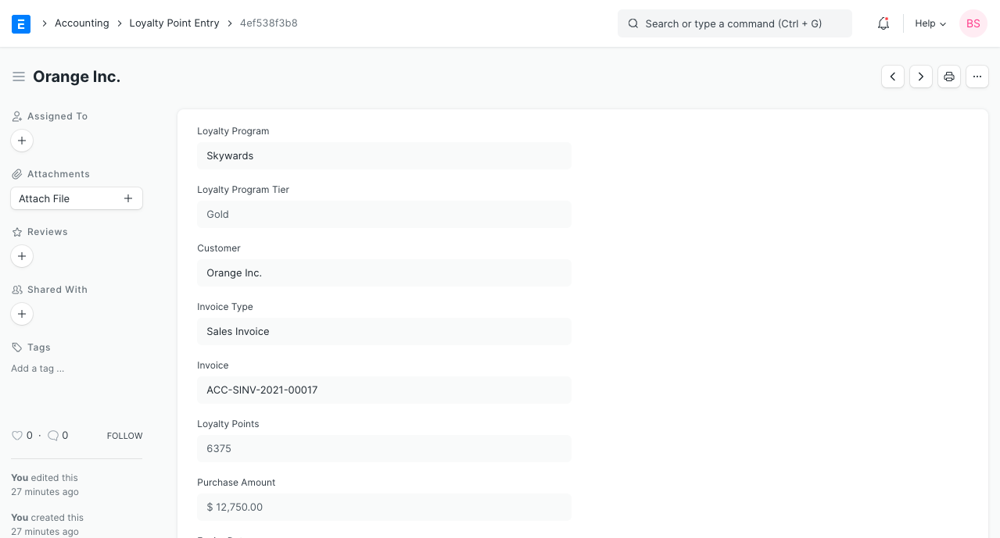 E Accounting Loyalty Point Entry 4ef538f3b8 Search or type a command (Ctrl + G) Help BS
Orange Inc.
Assigned To
Attachments
Attach File
Reviews
Shared With
Tags
Add a tag ...
0 · 0 FOLLOW
You edited this
27 minutes ago
You created this
27 minutes ago
Loyalty Program
Skywards
Loyalty Program Tier
Gold
Customer
Orange Inc.
Invoice Type
Sales Invoice
Invoice
ACC-SINV-2021-00017
Loyalty Points
6375
Purchase Amount
$ 12,750.00